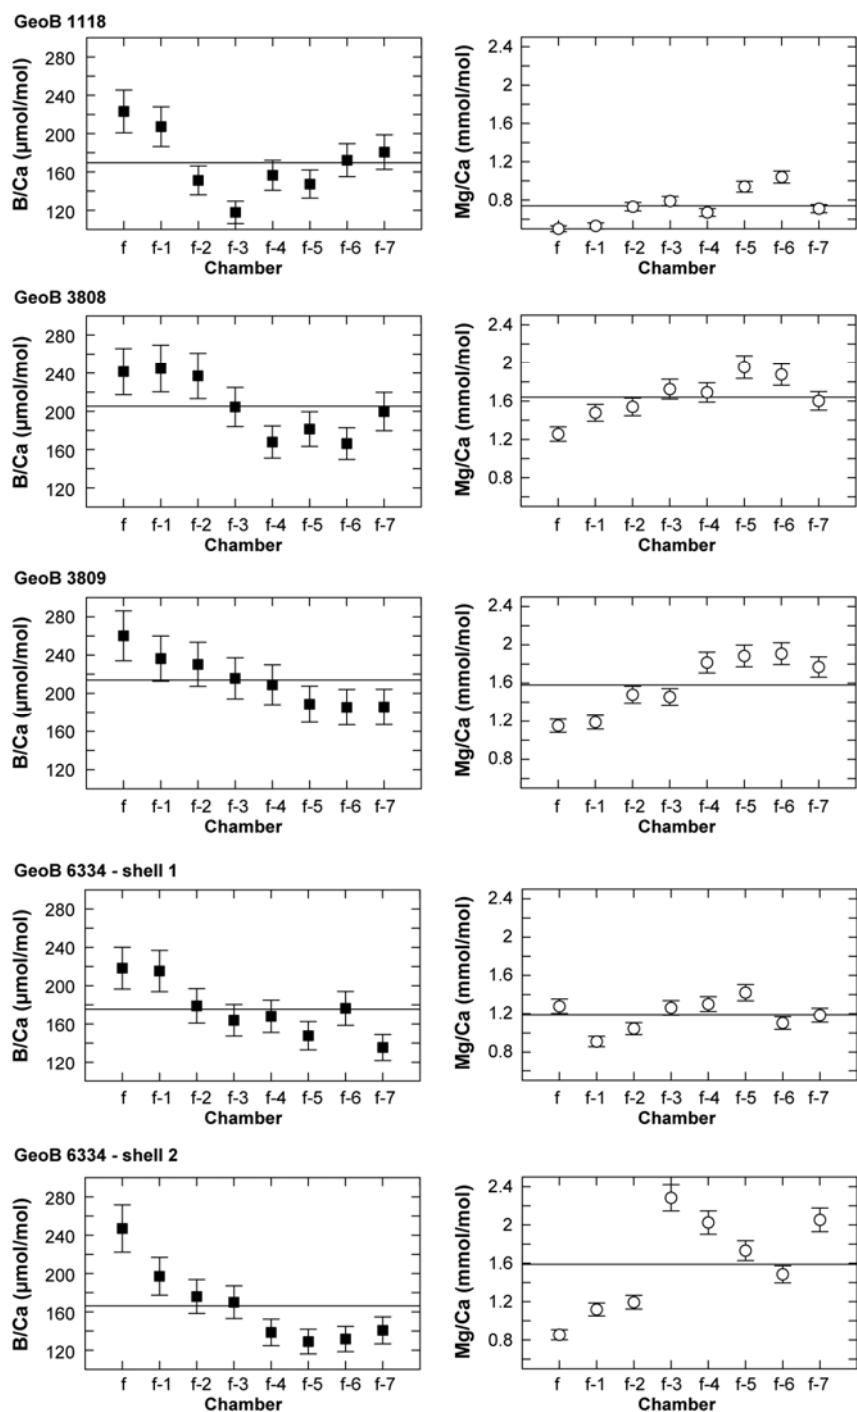 GeoB 1118
B/Ca (µmol/mol)
280
240
200
160
120
f f-1 f-2 f-3 f-4 f-5 f-6 f-7
Chamber
Mg/Ca (mmol/mol)
2.4
2
1.6
1.2
0.8
f f-1 f-2 f-3 f-4 f-5 f-6 f-7
Chamber
GeoB 3808
B/Ca (µmol/mol)
280
240
200
160
120
f f-1 f-2 f-3 f-4 f-5 f-6 f-7
Chamber
Mg/Ca (mmol/mol)
2.4
2
1.6
1.2
0.8
f f-1 f-2 f-3 f-4 f-5 f-6 f-7
Chamber
GeoB 3809
B/Ca (µmol/mol)
280
240
200
160
120
f f-1 f-2 f-3 f-4 f-5 f-6 f-7
Chamber
Mg/Ca (mmol/mol)
2.4
2
1.6
1.2
0.8
f f-1 f-2 f-3 f-4 f-5 f-6 f-7
Chamber
GeoB 6334 - shell 1
B/Ca (µmol/mol)
280
240
200
160
120
f f-1 f-2 f-3 f-4 f-5 f-6 f-7
Chamber
Mg/Ca (mmol/mol)
2.4
2
1.6
1.2
0.8
f f-1 f-2 f-3 f-4 f-5 f-6 f-7
Chamber
GeoB 6334 - shell 2
B/Ca (µmol/mol)
280
240
200
160
120
f f-1 f-2 f-3 f-4 f-5 f-6 f-7
Chamber
Mg/Ca (mmol/mol)
2.4
2
1.6
1.2
0.8
f f-1 f-2 f-3 f-4 f-5 f-6 f-7
Chamber